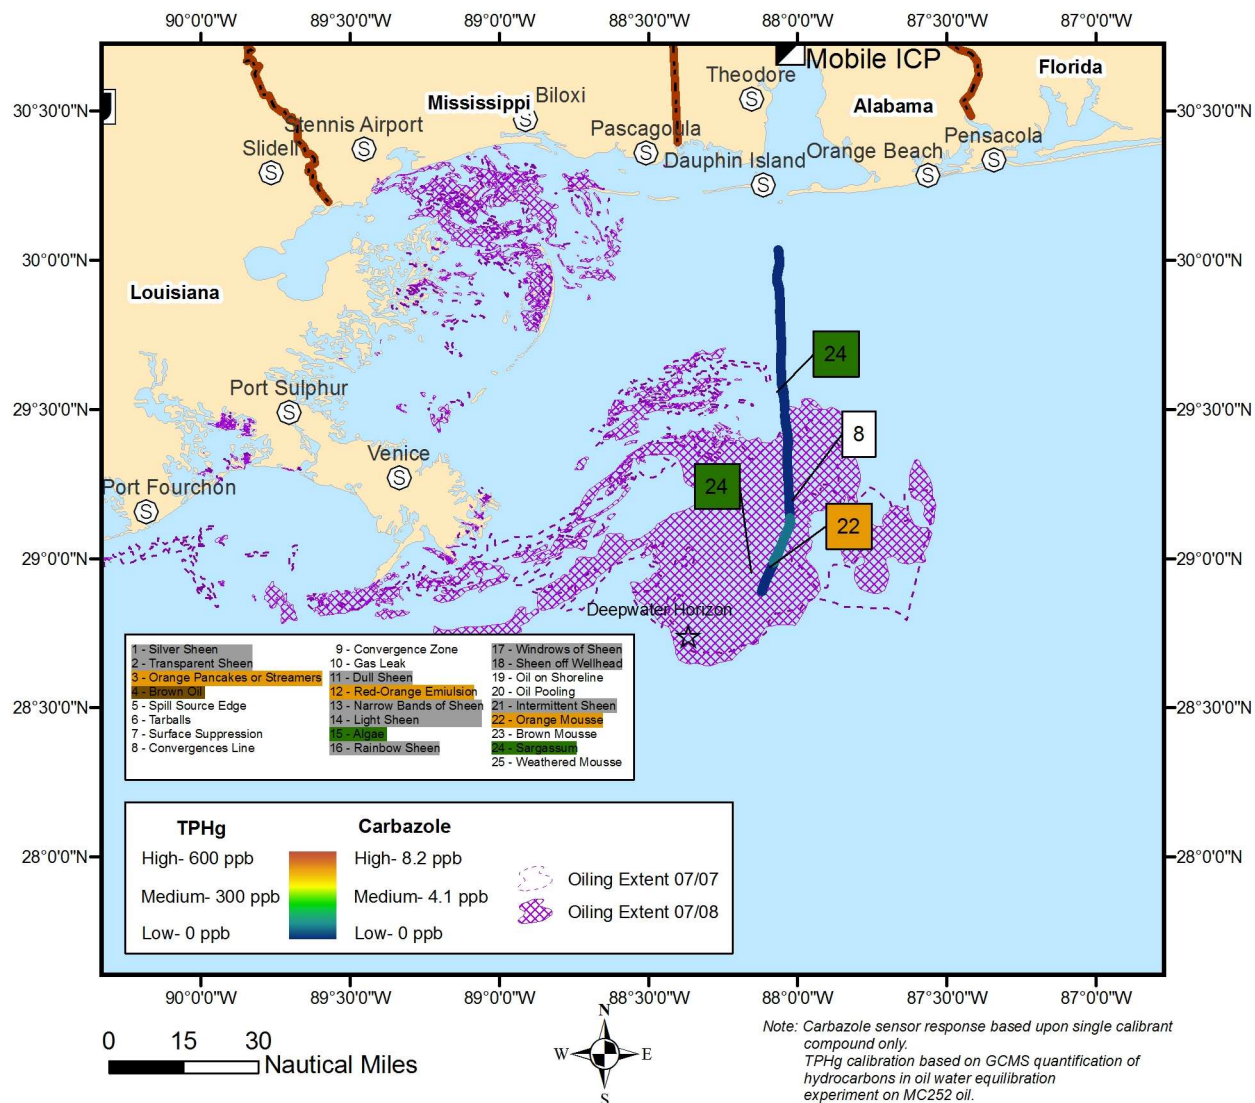 90°0'0"W 89°30'0"W 89°0'0"W 88°30'0"W 88°0'0"W 87°30'0"W 87°0'0"W
Mobile ICP
Florida
Theodore
Mississippi
Biloxi
Alabama
30°30'0"N
30°30'0"N
Stennis Airport
Pascagoula
Pensacola
Slidell
S
Dauphin Island
Orange Beach
S
S
S
S
S
S
S
S
30°0'0"N
30°0'0"N
Louisiana
24
Port Sulphur
29°30'0"N
S
29°30'0"N
8
Venice
S
24
Port Fourchon
S
22
29°0'0"N
29°0'0"N
Deepwater Horizon
1 - Silver Sheen
2 - Transparent Sheen
3 - Orange Pancakes or Streamers
4 - Brown Oil
5 - Spill Source Edge
6 - Tarballs
7 - Surface Suppression
8 - Convergences Line
9 - Convergence Zone
10 - Gas Leak
11 - Dull Sheen
12 - Red-Orange Emiulsion
13 - Narrow Bands of Sheen
14 - Light Sheen
15 - Algae
16 - Rainbow Sheen
17 - Windrows of Sheen
18 - Sheen off Wellhead
19 - Oil on Shoreline
20 - Oil Pooling
21 - Intermittent Sheen
22 - Orange Mousse
23 - Brown Mousse
24 - Sargassum
25 - Weathered Mousse
28°30'0"N
28°30'0"N
TPHg
Carbazole
High- 600 ppb
High- 8.2 ppb
Medium- 300 ppb
Medium- 4.1 ppb
Low- 0 ppb
Low- 0 ppb
Oiling Extent 07/07
Oiling Extent 07/08
28°0'0"N
28°0'0"N
90°0'0"W 89°30'0"W 89°0'0"W 88°30'0"W 88°0'0"W 87°30'0"W 87°0'0"W
0 15 30
Nautical Miles
N
W E
S
Note: Carbazole sensor response based upon single calibrant
compound only.
TPHg calibration based on GCMS quantification of
hydrocarbons in oil water equilibration
experiment on MC252 oil.